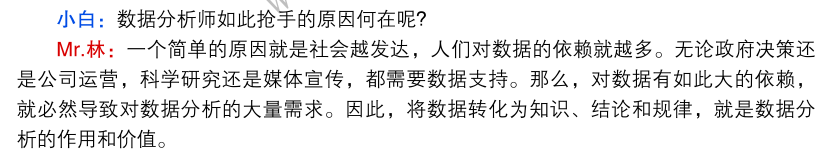 小白：数据分析师如此抢手的原因何在呢?
Mr.林：一个简单的原因就是社会越发达，人们对数据的依赖就越多。无论政府决策还
是公司运营，科学研究还是媒体宣传，都需要数据支持。那么，对数据有如此大的依赖，
就必然导致对数据分析的大量需求。因此，将数据转化为知识、结论和规律，就是数据分
析的作用和价值。